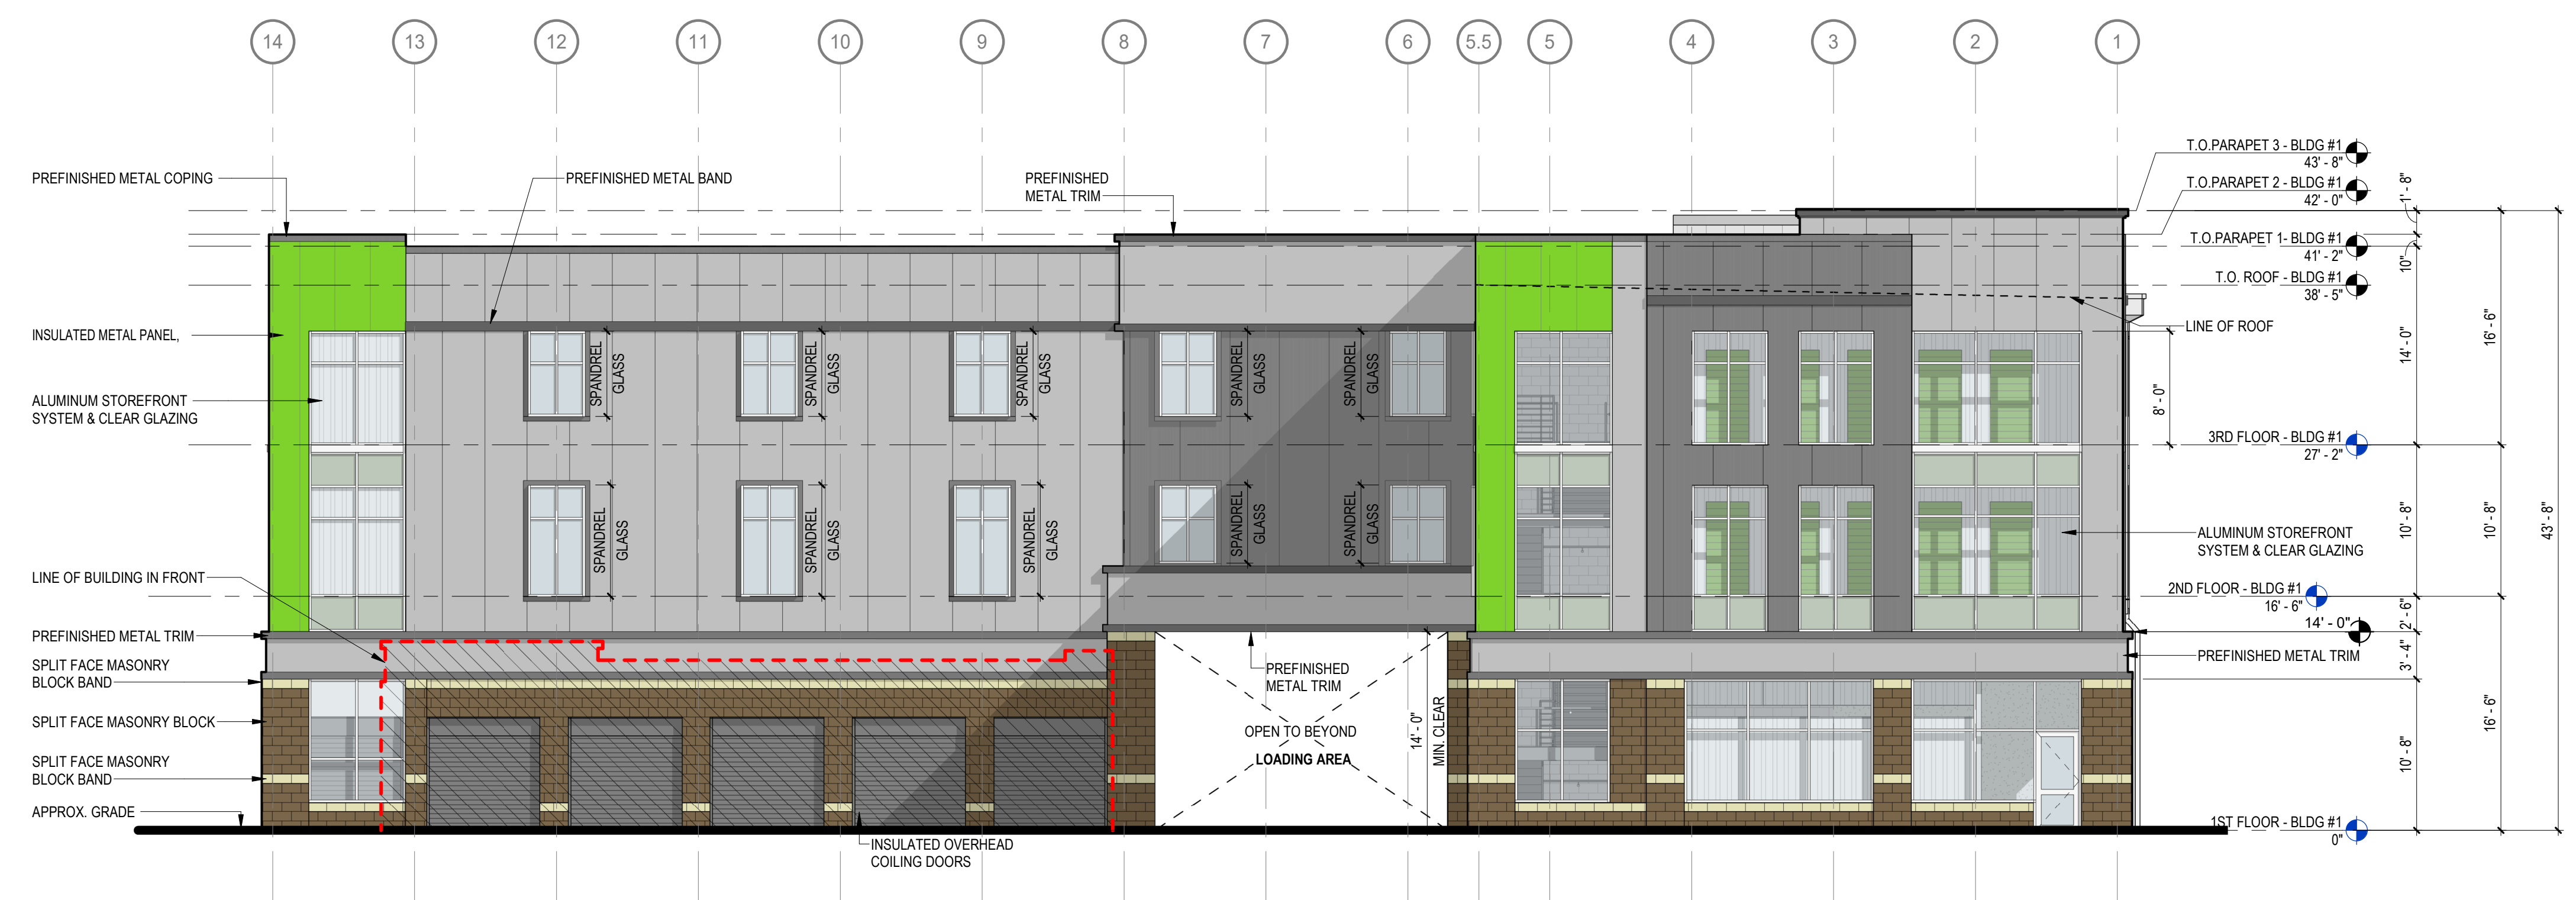 14
13
12
11
10
9
8
7
6
5.5
5
4
3
2
1
T.O.PARAPET 3 - BLDG #1
43' - 8"
T.O.PARAPET 2 - BLDG #1
42' - 0"
T.O.PARAPET 1- BLDG #1
41' - 2"
T.O. ROOF - BLDG #1
38' - 5"
LINE OF ROOF
3RD FLOOR - BLDG #1
27' - 2"
ALUMINUM STOREFRONT
SYSTEM & CLEAR GLAZING
2ND FLOOR - BLDG #1
16' - 6"
14' - 0"
PREFINISHED METAL TRIM
1ST FLOOR - BLDG #1
0"
1' - 8"
10"
14' - 0"
10' - 8"
2' - 6"
3' - 4"
10' - 8"
16' - 6"
10' - 8"
16' - 6"
43' - 8"
8' - 0"
PREFINISHED METAL COPING
PREFINISHED METAL BAND
PREFINISHED
METAL TRIM
INSULATED METAL PANEL,
ALUMINUM STOREFRONT
SYSTEM & CLEAR GLAZING
LINE OF BUILDING IN FRONT
PREFINISHED METAL TRIM
SPLIT FACE MASONRY
BLOCK BAND
SPLIT FACE MASONRY BLOCK
SPLIT FACE MASONRY
BLOCK BAND
APPROX. GRADE
SPANDREL
GLASS
SPANDREL
GLASS
SPANDREL
GLASS
SPANDREL
GLASS
SPANDREL
GLASS
SPANDREL
GLASS
SPANDREL
GLASS
SPANDREL
GLASS
SPANDREL
GLASS
SPANDREL
GLASS
PREFINISHED
METAL TRIM
OPEN TO BEYOND
LOADING AREA
14' - 0"
MIN. CLEAR
INSULATED OVERHEAD
COILING DOORS